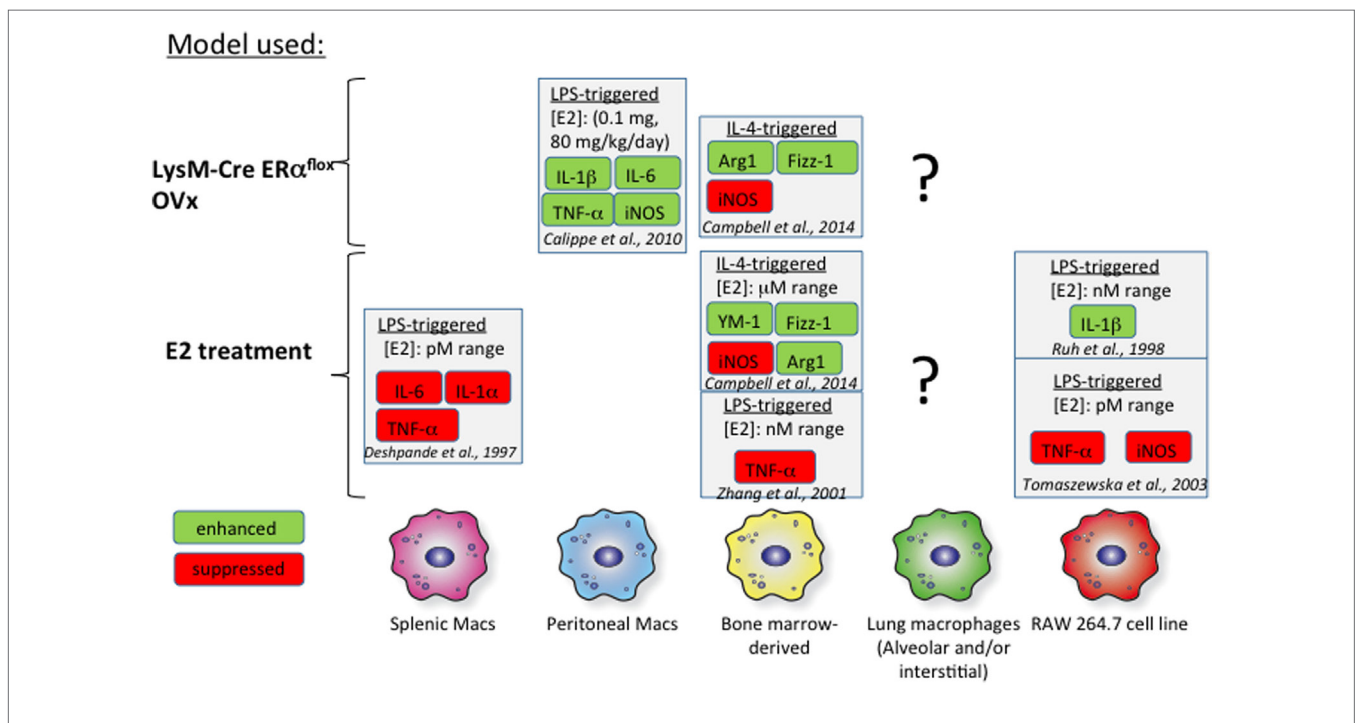 Model used:
LysM-Cre ERα^flox
OVx
LPS-triggered
[E2]: (0.1 mg,
80 mg/kg/day)
IL-1β IL-6
TNF-α iNOS
Calippe et al., 2010
IL-4-triggered
Arg1 Fizz-1
iNOS
Campbell et al., 2014
?
E2 treatment
LPS-triggered
[E2]: pM range
IL-6 IL-1α
TNF-α
Deshpande et al., 1997
IL-4-triggered
[E2]: μM range
YM-1 Fizz-1
iNOS Arg1
Campbell et al., 2014
LPS-triggered
[E2]: nM range
TNF-α
Zhang et al., 2001
?
LPS-triggered
[E2]: nM range
IL-1β
Ruh et al., 1998
LPS-triggered
[E2]: pM range
TNF-α iNOS
Tomaszewska et al., 2003
enhanced
suppressed
Splenic Macs
Peritoneal Macs
Bone marrow-
derived
Lung macrophages
(Alveolar and/or
interstitial)
RAW 264.7 cell line